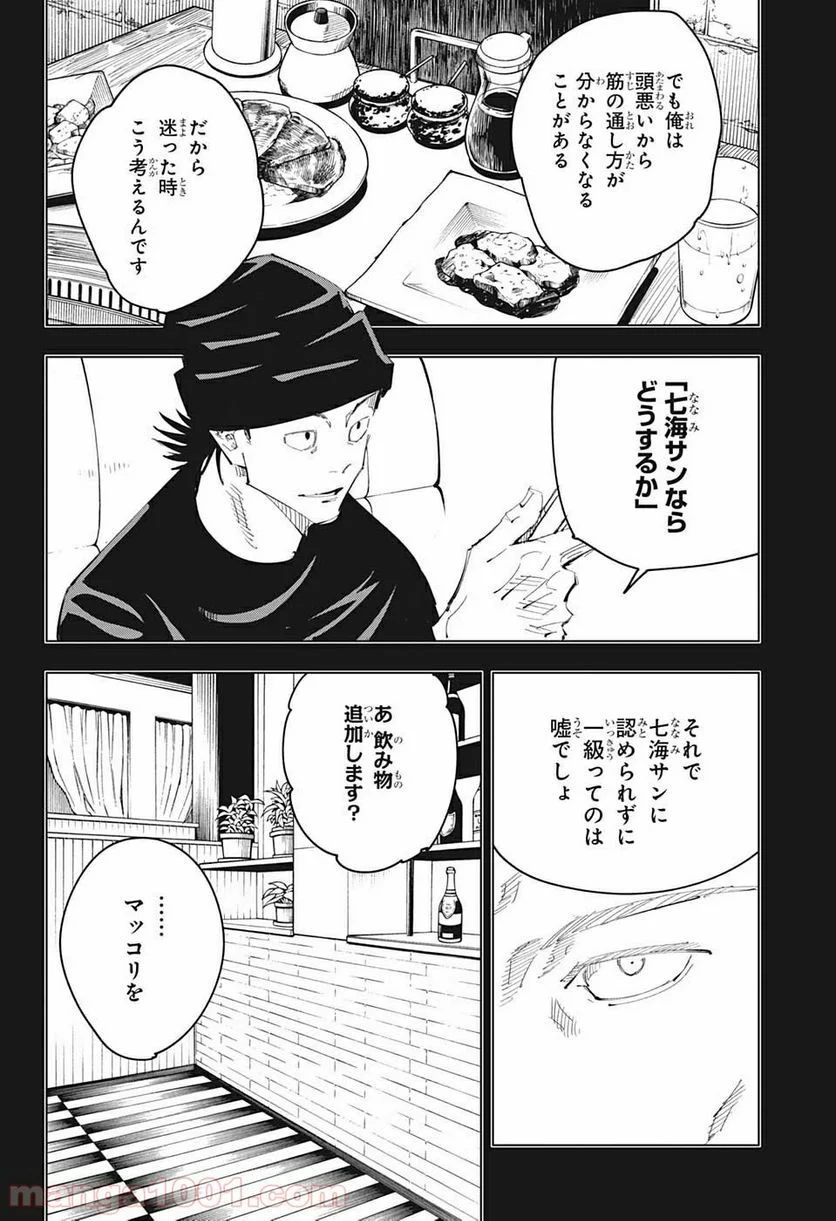 でも俺は
頭悪いから
筋の通し方が
分からなくなる
ことがある
だから
迷った時
こう考えるんです
「七海サンなら
どうするか」
それで
七海サンに
認められずに
一級ってのは
嘘でしょ
あ 飲み物
追加します？
……
マッコリを
manga1001.com